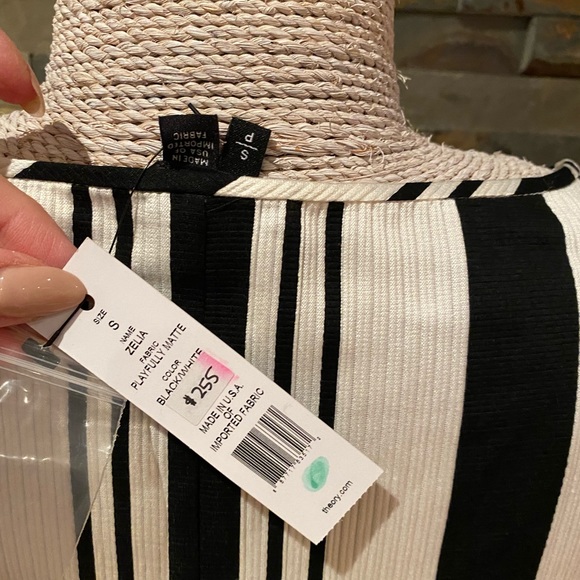 MADE IN
USA OF
IMPORTED
FABRIC
P/S
SIZE
S
NAME
ZELIA
FABRIC
PLAYFULLY MATTE
COLOR
BLACK/WHITE
$255
MADE IN U.S.A.
OF
IMPORTED FABRIC
theory.com